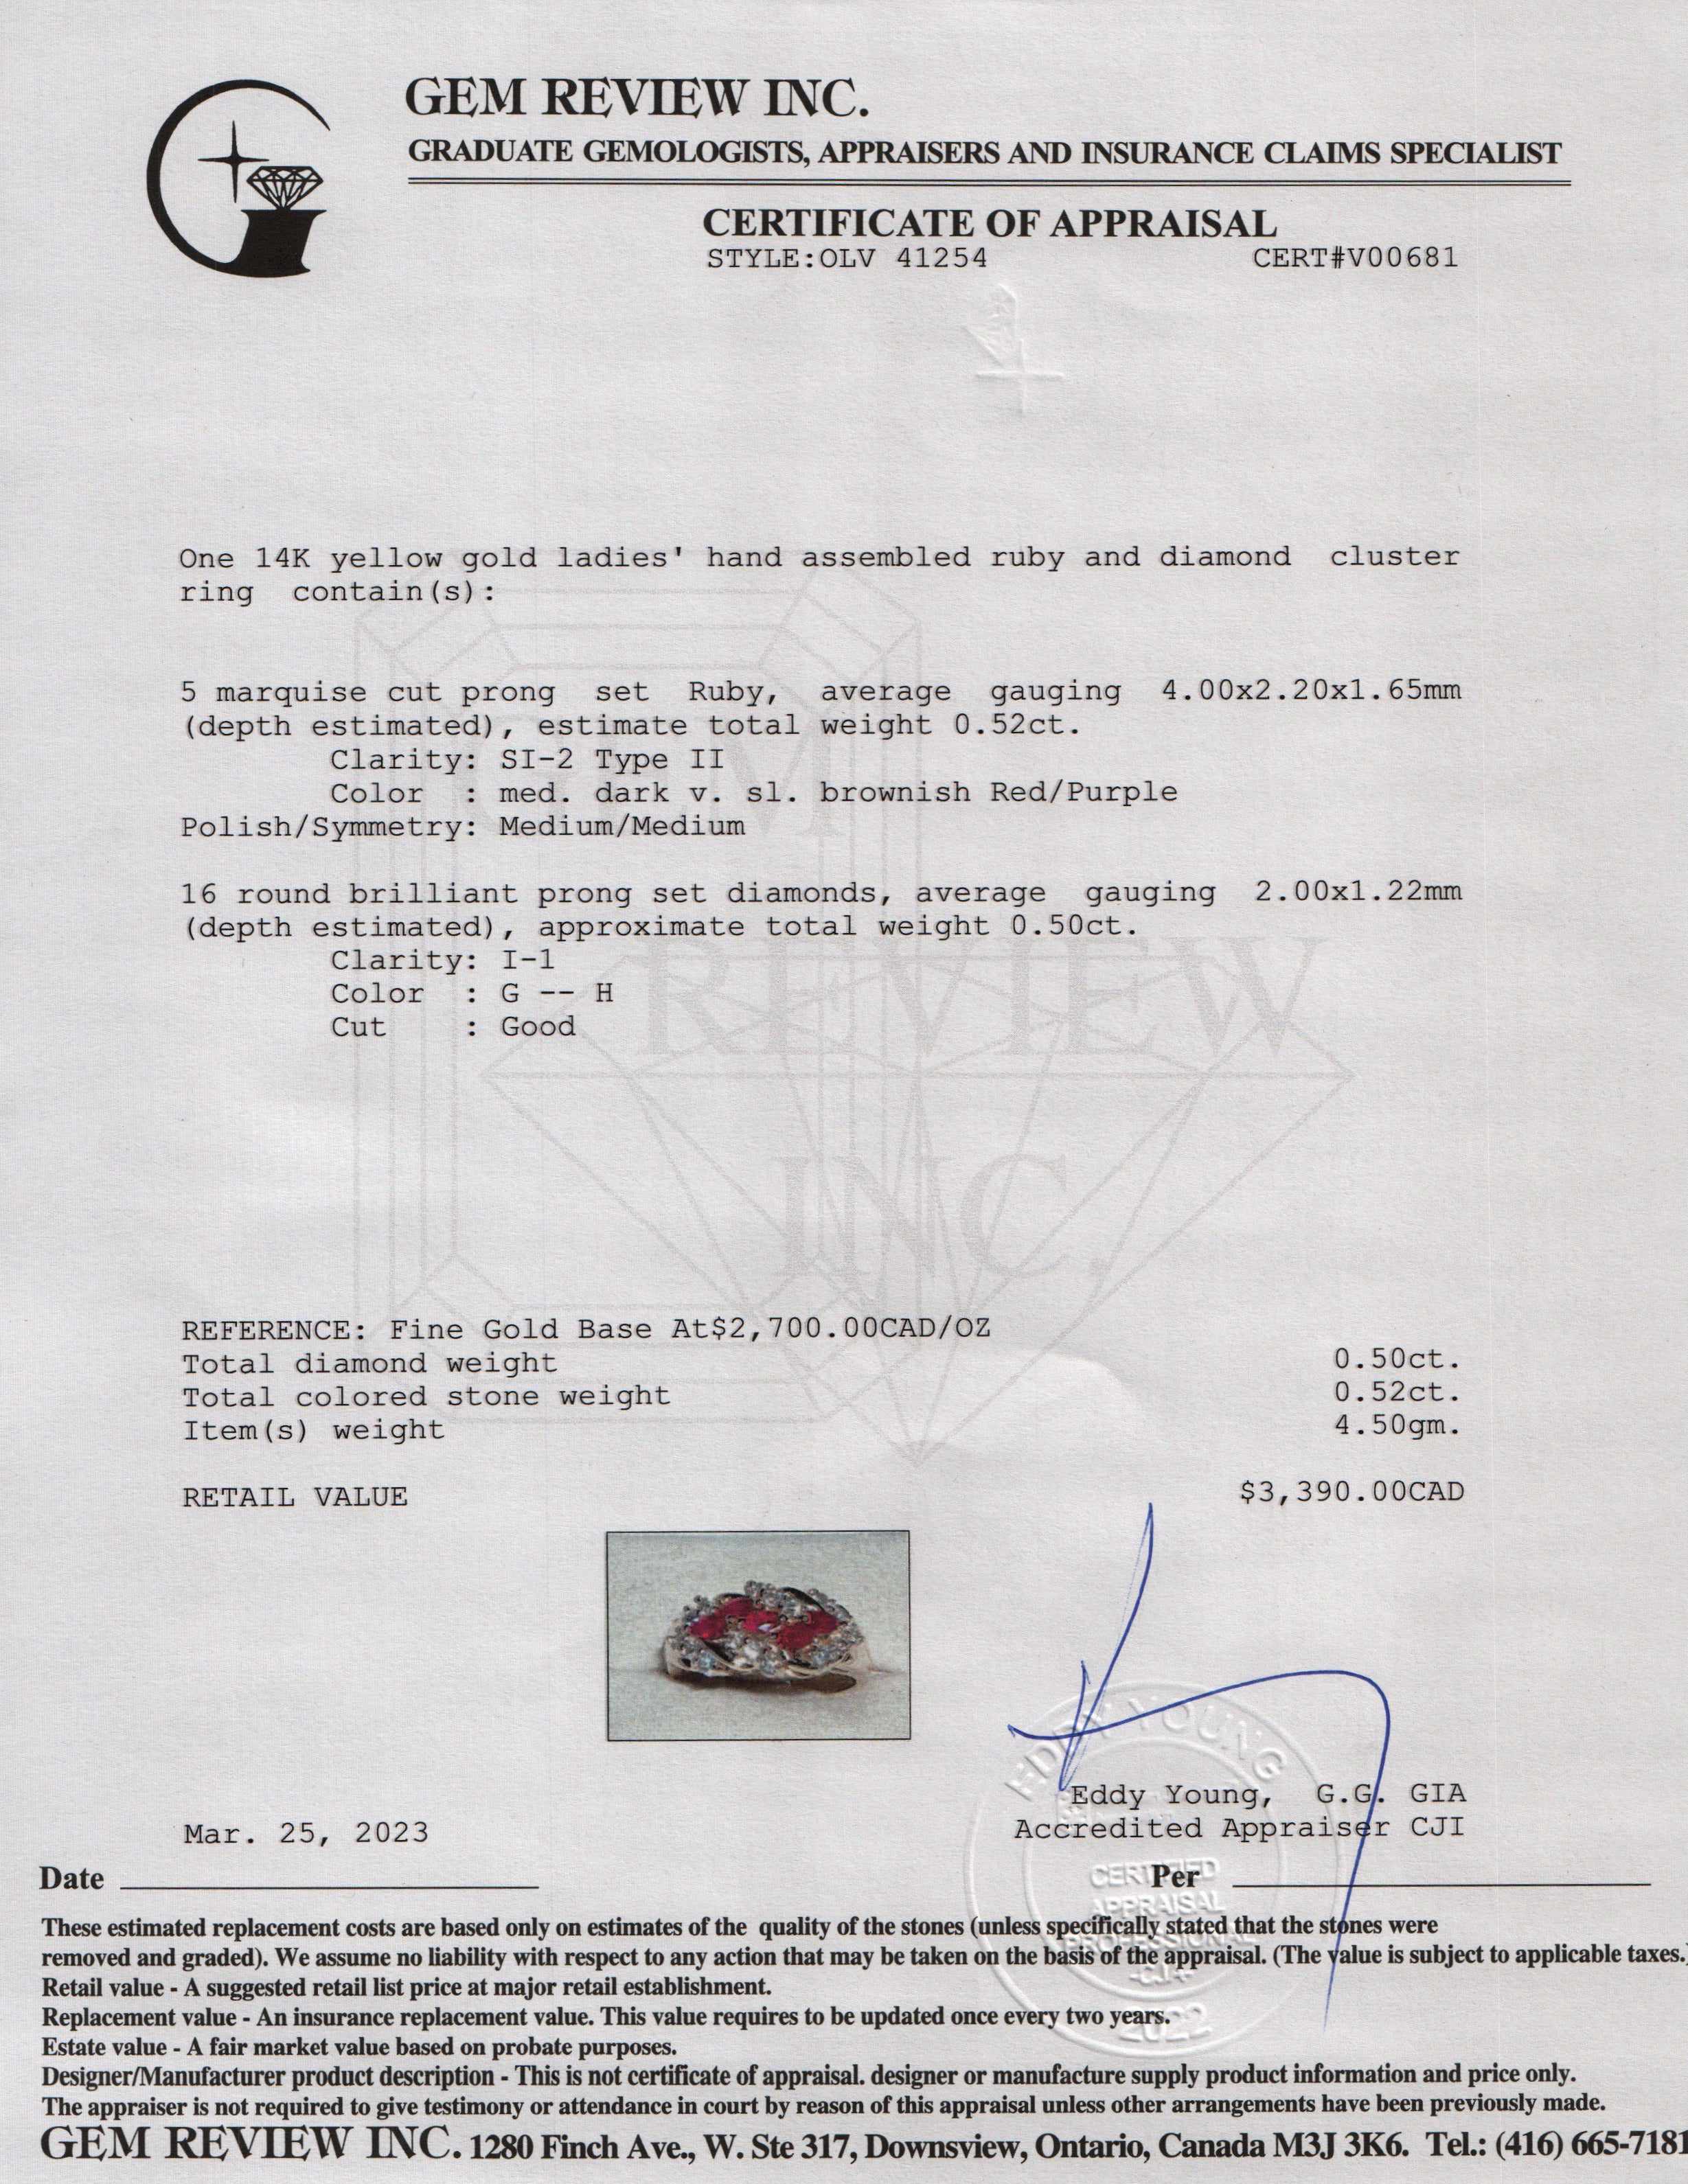 GEM REVIEW INC.
GRADUATE GEMOLOGISTS, APPRAISERS AND INSURANCE CLAIMS SPECIALIST
CERTIFICATE OF APPRAISAL
STYLE:OLV 41254 CERT#V00681
One 14K yellow gold ladies' hand assembled ruby and diamond cluster
ring contain(s):
5 marquise cut prong set Ruby, average gauging 4.00x2.20x1.65mm
(depth estimated), estimate total weight 0.52ct.
Clarity: SI-2 Type II
Color : med. dark v. sl. brownish Red/Purple
Polish/Symmetry: Medium/Medium
16 round brilliant prong set diamonds, average gauging 2.00x1.22mm
(depth estimated), approximate total weight 0.50ct.
Clarity: I-1
Color : G -- H
Cut : Good
REVIEW
INC.
REFERENCE: Fine Gold Base At$2,700.00CAD/OZ
Total diamond weight 0.50ct.
Total colored stone weight 0.52ct.
Item(s) weight 4.50gm.
RETAIL VALUE $3,390.00CAD
EDDY YOUNG
Eddy Young, G.G. GIA
Accredited Appraiser CJI
Mar. 25, 2023
Date
Per
CERTIFIED
APPRAISAL
PROFESSIONAL
-CJA-
2022
These estimated replacement costs are based only on estimates of the quality of the stones (unless specifically stated that the stones were
removed and graded). We assume no liability with respect to any action that may be taken on the basis of the appraisal. (The value is subject to applicable taxes.)
Retail value - A suggested retail list price at major retail establishment.
Replacement value - An insurance replacement value. This value requires to be updated once every two years.
Estate value - A fair market value based on probate purposes.
Designer/Manufacturer product description - This is not certificate of appraisal. designer or manufacture supply product information and price only.
The appraiser is not required to give testimony or attendance in court by reason of this appraisal unless other arrangements have been previously made.
GEM REVIEW INC. 1280 Finch Ave., W. Ste 317, Downsview, Ontario, Canada M3J 3K6. Tel.: (416) 665-7181